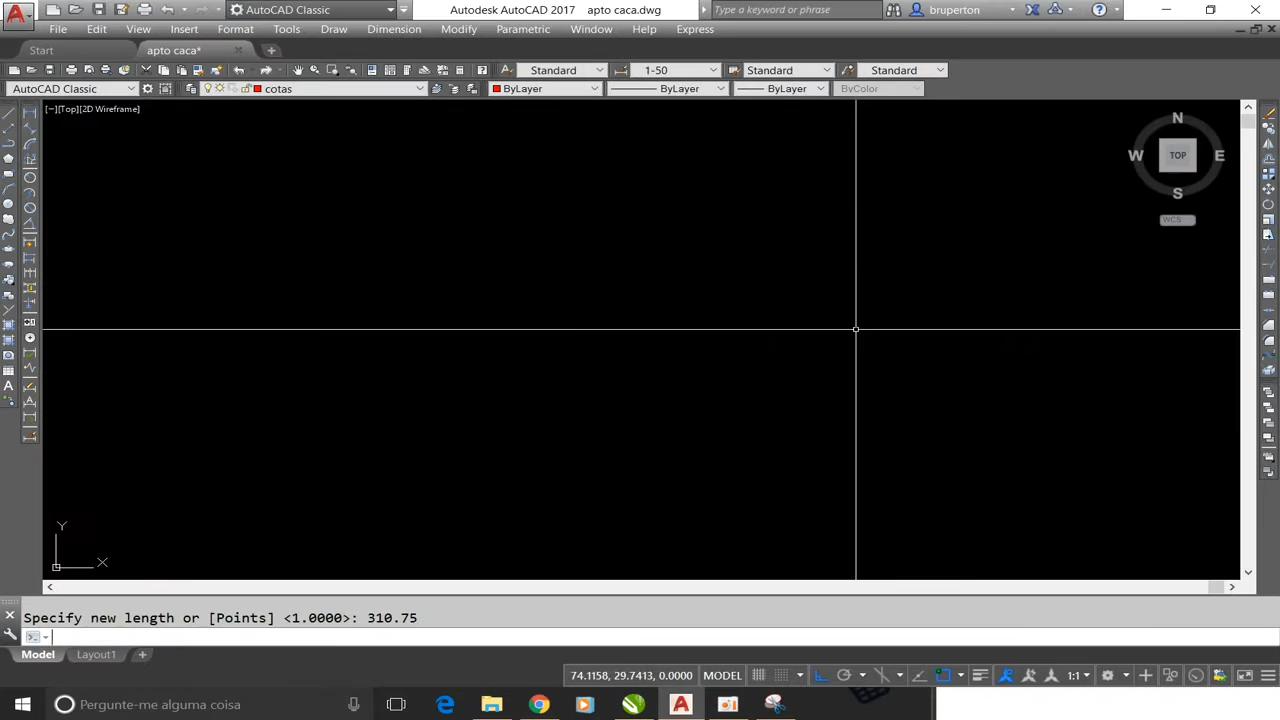 AutoCAD Classic
Autodesk AutoCAD 2017 apto caca.dwg
Type a keyword or phrase
bruperton
File Edit View Insert Format Tools Draw Dimension Modify Parametric Window Help Express
Start
apto caca*
Standard
1-50
Standard
Standard
AutoCAD Classic
cotas
ByLayer
ByLayer
ByLayer
ByColor
[−][Top][2D Wireframe]
N
W
TOP
E
S
WCS
Y
X
Specify new length or [Points] <1.0000>: 310.75
Model
Layout1
74.1158, 29.7413, 0.0000
MODEL
1:1
Pergunte-me alguma coisa